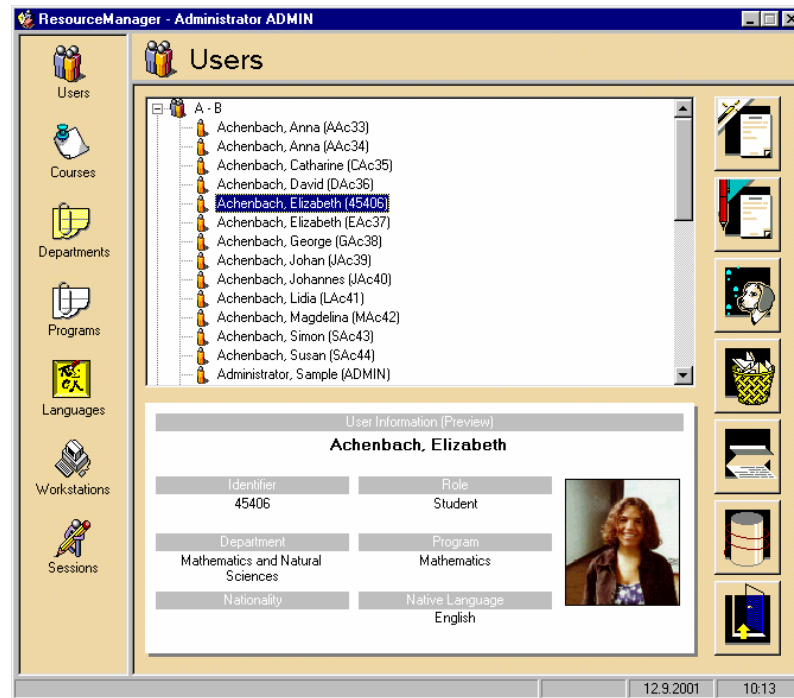 ResourceManager - Administrator ADMIN
Users
Users
Courses
Departments
Programs
Languages
Workstations
Sessions
A - B
Achenbach, Anna (AAc33)
Achenbach, Anna (AAc34)
Achenbach, Catharine (CAc35)
Achenbach, David (DAc36)
Achenbach, Elizabeth (45406)
Achenbach, Elizabeth (EAc37)
Achenbach, George (GAc38)
Achenbach, Johan (JAc39)
Achenbach, Johannes (JAc40)
Achenbach, Lidia (LAc41)
Achenbach, Magdelina (MAc42)
Achenbach, Simon (SAc43)
Achenbach, Susan (SAc44)
Administrator, Sample (ADMIN)
User Information (Preview)
Achenbach, Elizabeth
Identifier
45406
Role
Student
Department
Mathematics and Natural
Sciences
Program
Mathematics
Nationality
Native Language
English
12.9.2001
10:13